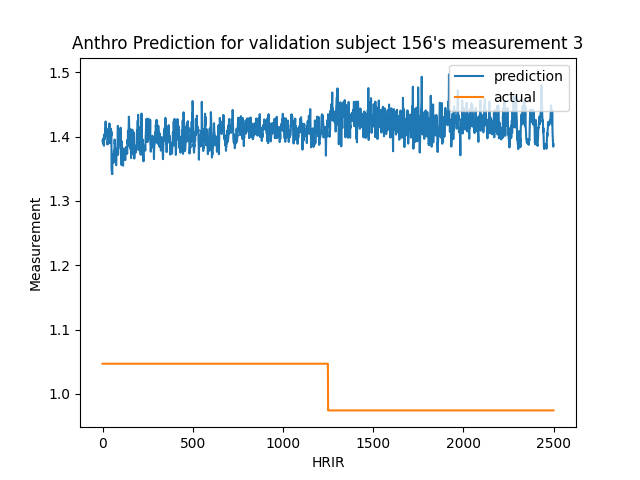 Anthro Prediction for validation subject 156's measurement 3
prediction
actual
1.5
1.4
1.3
1.2
1.1
1.0
Measurement
0
500
1000
1500
2000
2500
HRIR